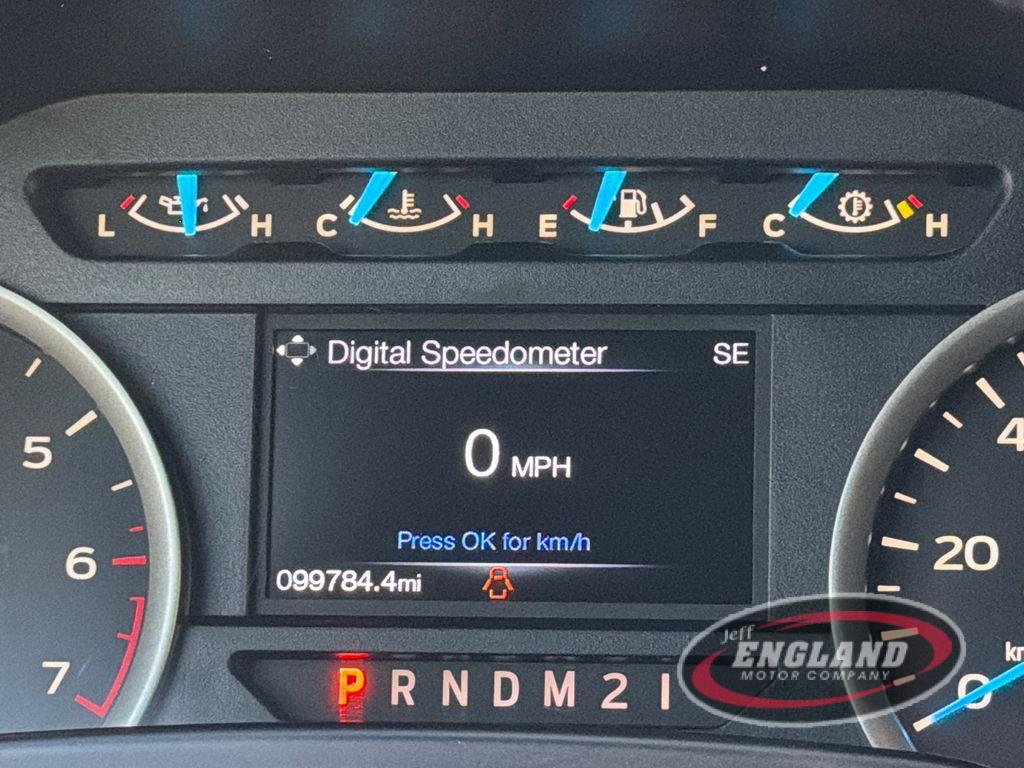 L H C H E F C H
Digital Speedometer SE
5
4
0 MPH
6
20
Press OK for km/h
099784.4mi
7
P R N D M 2 1
0
Jeff
ENGLAND
MOTOR COMPANY